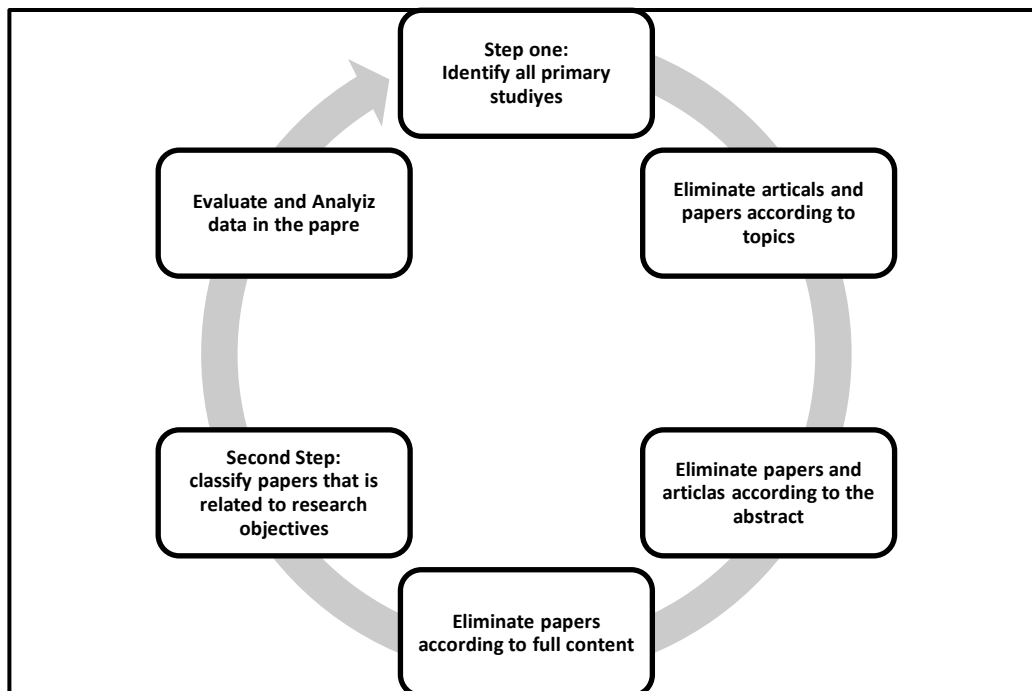 Step one:
Identify all primary
studiyes
Eliminate articals and
papers according to
topics
Eliminate papers and
articlas according to the
abstract
Eliminate papers
according to full content
Second Step:
classify papers that is
related to research
objectives
Evaluate and Analyiz
data in the papre